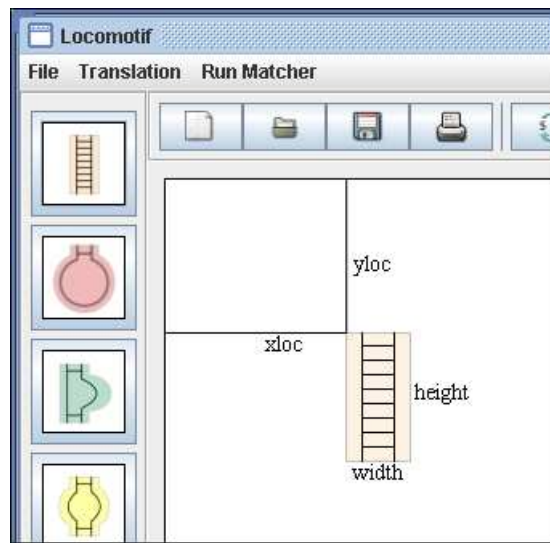 Locomotif
File Translation Run Matcher
yloc
xloc
height
width